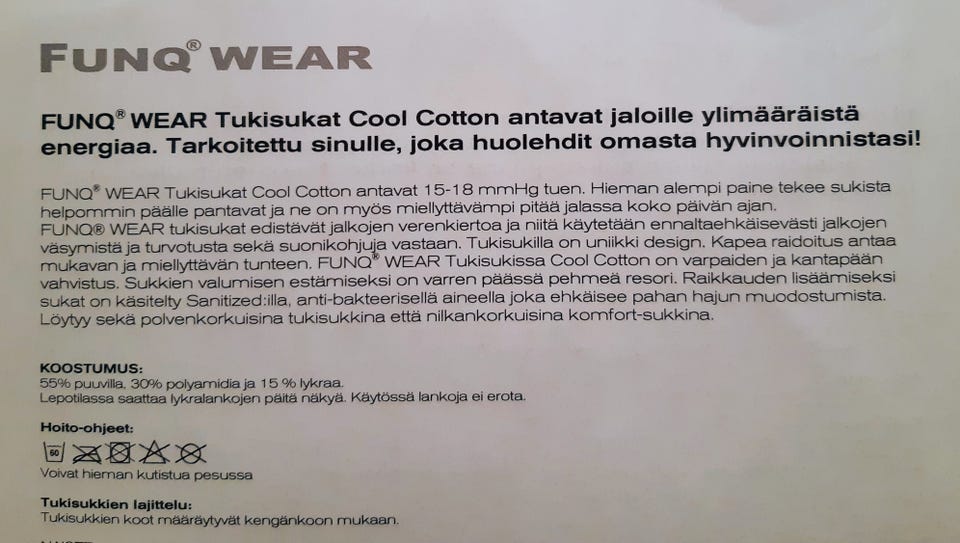 FUNQ® WEAR
FUNQ® WEAR Tukisukat Cool Cotton antavat jaloille ylimääräistä
energiaa. Tarkoitettu sinulle, joka huolehdit omasta hyvinvoinnistasi!
FUNQ® WEAR Tukisukat Cool Cotton antavat 15-18 mmHg tuen. Hieman alempi paine tekee sukista
helpommin päälle pantavat ja ne on myös miellyttävämpi pitää jalassa koko päivän ajan.
FUNQ® WEAR tukisukat edistävät jalkojen verenkiertoa ja niitä käytetään ennaltaehkäisevästi jalkojen
väsymistä ja turvotusta sekä suonikohjuja vastaan. Tukisukilla on uniikki design. Kapea raidoitus antaa
mukavan ja miellyttävän tunteen. FUNQ® WEAR Tukisukissa Cool Cotton on varpaiden ja kantapään
vahvistus. Sukkien valumisen estämiseksi on varren päässä pehmeä resori. Raikkauden lisäämiseksi
sukat on käsitelty Sanitized:illa, anti-bakteerisellä aineella joka ehkäisee pahan hajun muodostumista.
Löytyy sekä polvenkorkuisina tukisukkina että nilkankorkuisina komfort-sukkina.
KOOSTUMUS:
55% puuvilla, 30% polyamidia ja 15 % lykraa.
Lepotilassa saattaa lykralankojen päitä näkyä. Käytössä lankoja ei erota.
Hoito-ohjeet:
60
Voivat hieman kutistua pesussa
Tukisukkien lajittelu:
Tukisukkien koot määräytyvät kengänkoon mukaan.